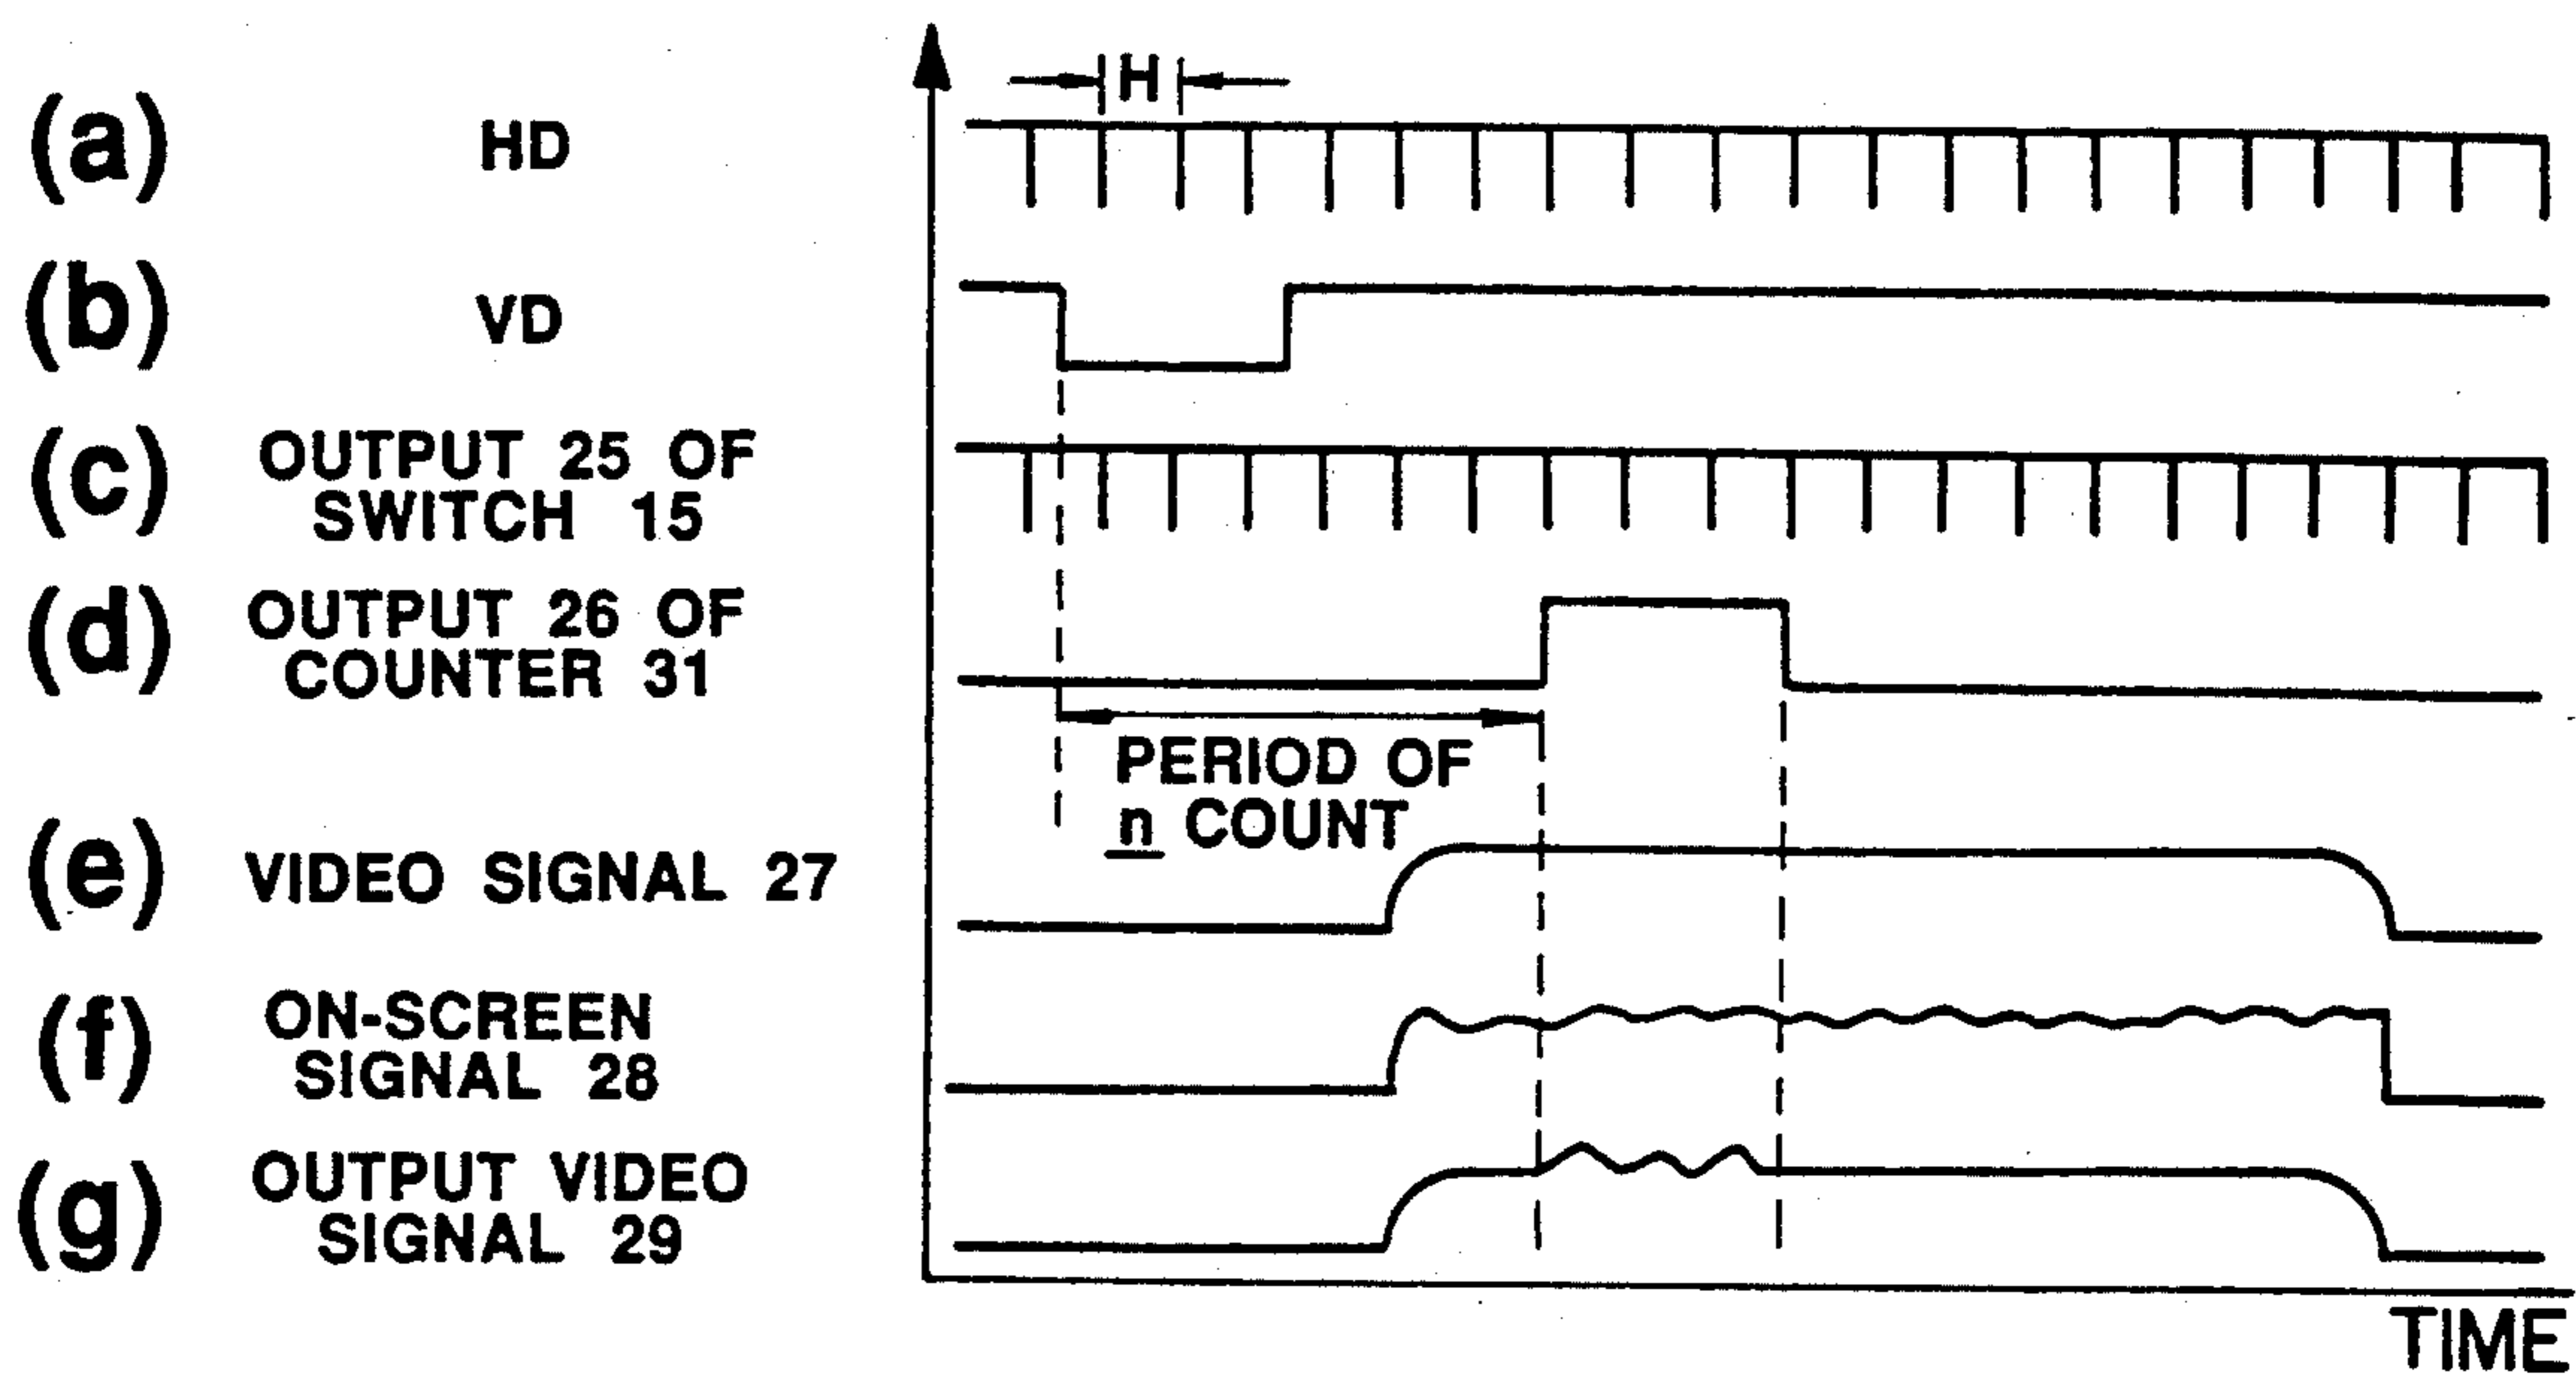 H
(a) HD
(b) VD
(c) OUTPUT 25 OF
SWITCH 15
(d) OUTPUT 26 OF
COUNTER 31
PERIOD OF
n COUNT
(e) VIDEO SIGNAL 27
(f) ON-SCREEN
SIGNAL 28
(g) OUTPUT VIDEO
SIGNAL 29
TIME